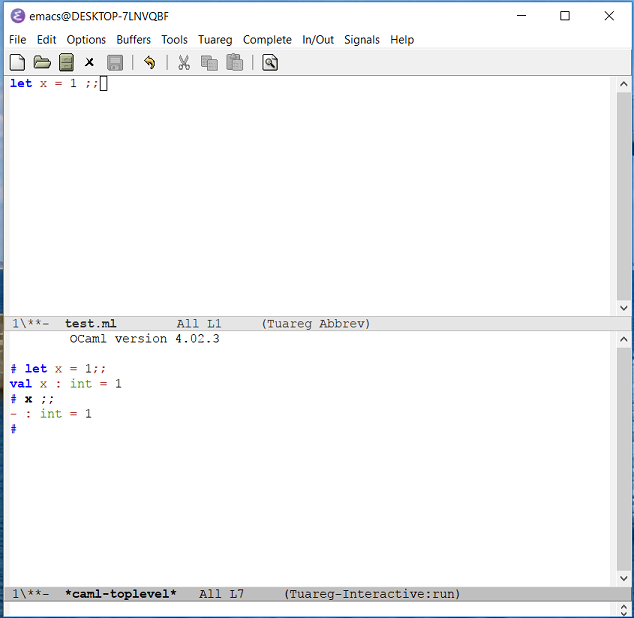 emacs@DESKTOP-7LNVQBF
File Edit Options Buffers Tools Tuareg Complete In/Out Signals Help
let x = 1 ;;
1\**-  test.ml        All L1     (Tuareg Abbrev)
        OCaml version 4.02.3
# let x = 1;;
val x : int = 1
# x ;;
- : int = 1
#
1\**-  *caml-toplevel*   All L7     (Tuareg-Interactive:run)